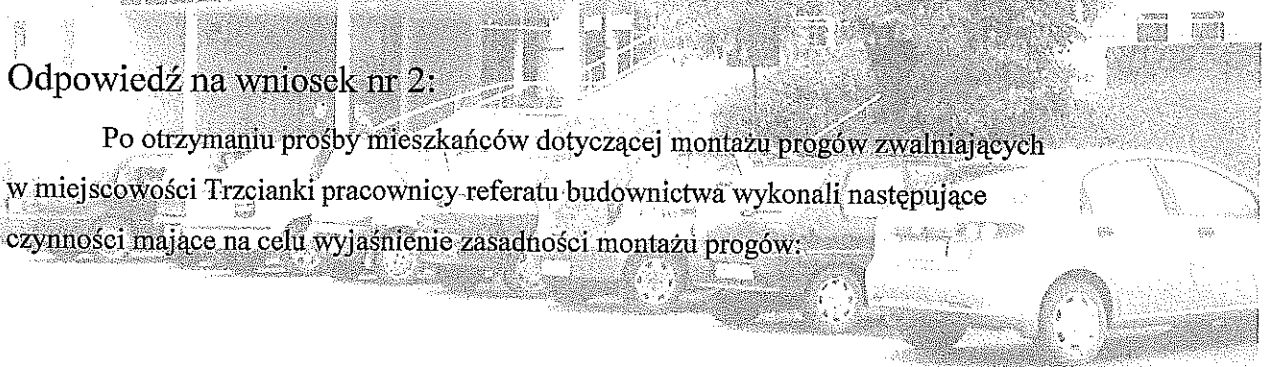 Odpowiedź na wniosek nr 2:
Po otrzymaniu prośby mieszkańców dotyczącej montażu progów zwalniających
w miejscowości Trzcianki pracownicy referatu budownictwa wykonali następujące
czynności mające na celu wyjaśnienie zasadności montażu progów: